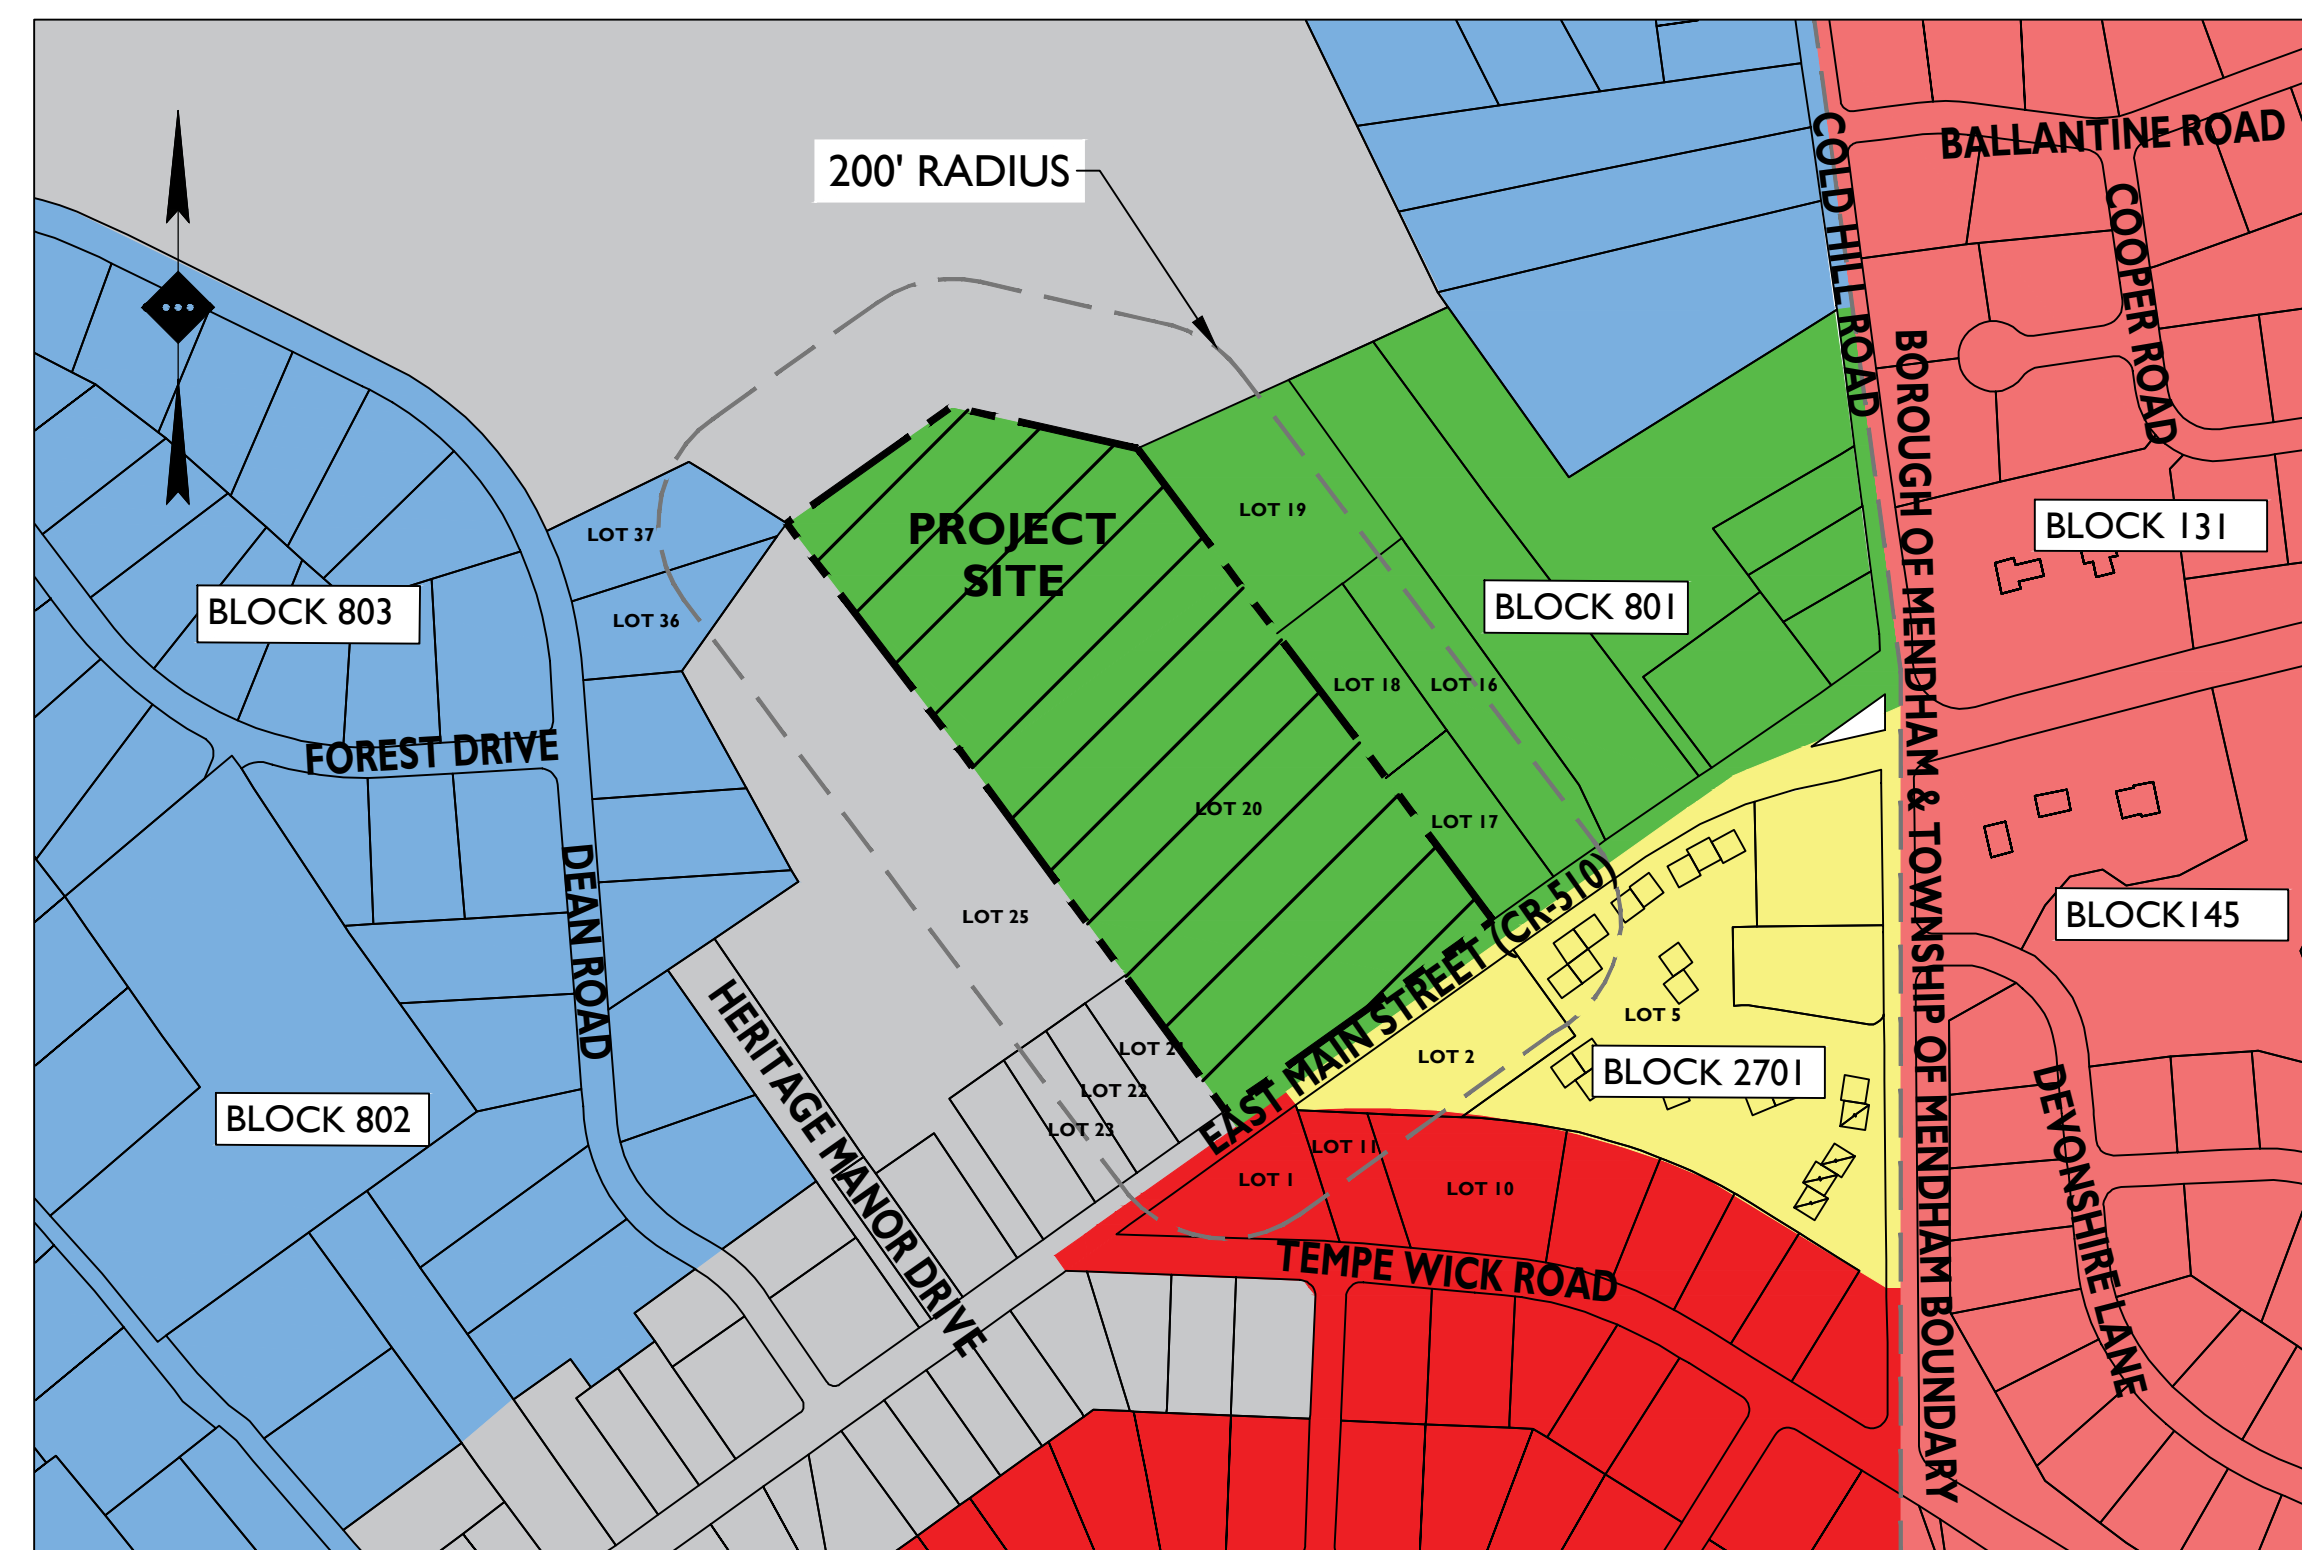 200' RADIUS
BALLANTINE ROAD
COLD HILL ROAD
COOPER ROAD
BOROUGH OF MENDHAM & TOWNSHIP OF MENDHAM BOUNDARY
PROJECT
SITE
LOT 19
BLOCK 131
LOT 37
BLOCK 803
LOT 36
BLOCK 801
LOT 18
LOT 16
FOREST DRIVE
LOT 20
LOT 17
DEAN ROAD
LOT 25
EAST MAIN STREET (CR-510)
BLOCK145
HERITAGE MANOR DRIVE
LOT 5
LOT 21
LOT 2
BLOCK 2701
LOT 22
BLOCK 802
LOT 23
LOT 11
LOT 1
LOT 10
DEVONSHIRE LANE
TEMPE WICK ROAD